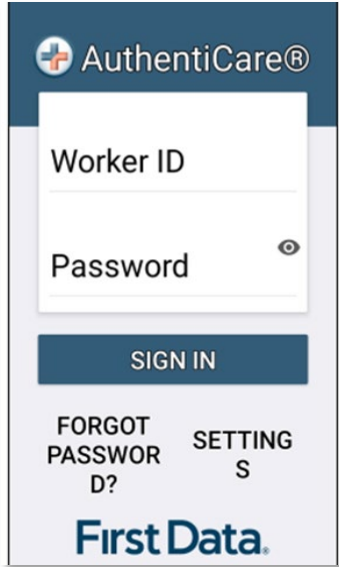 AuthentiCare®
Worker ID
Password
SIGN IN
FORGOT
PASSWOR
D?
SETTING
S
First Data.